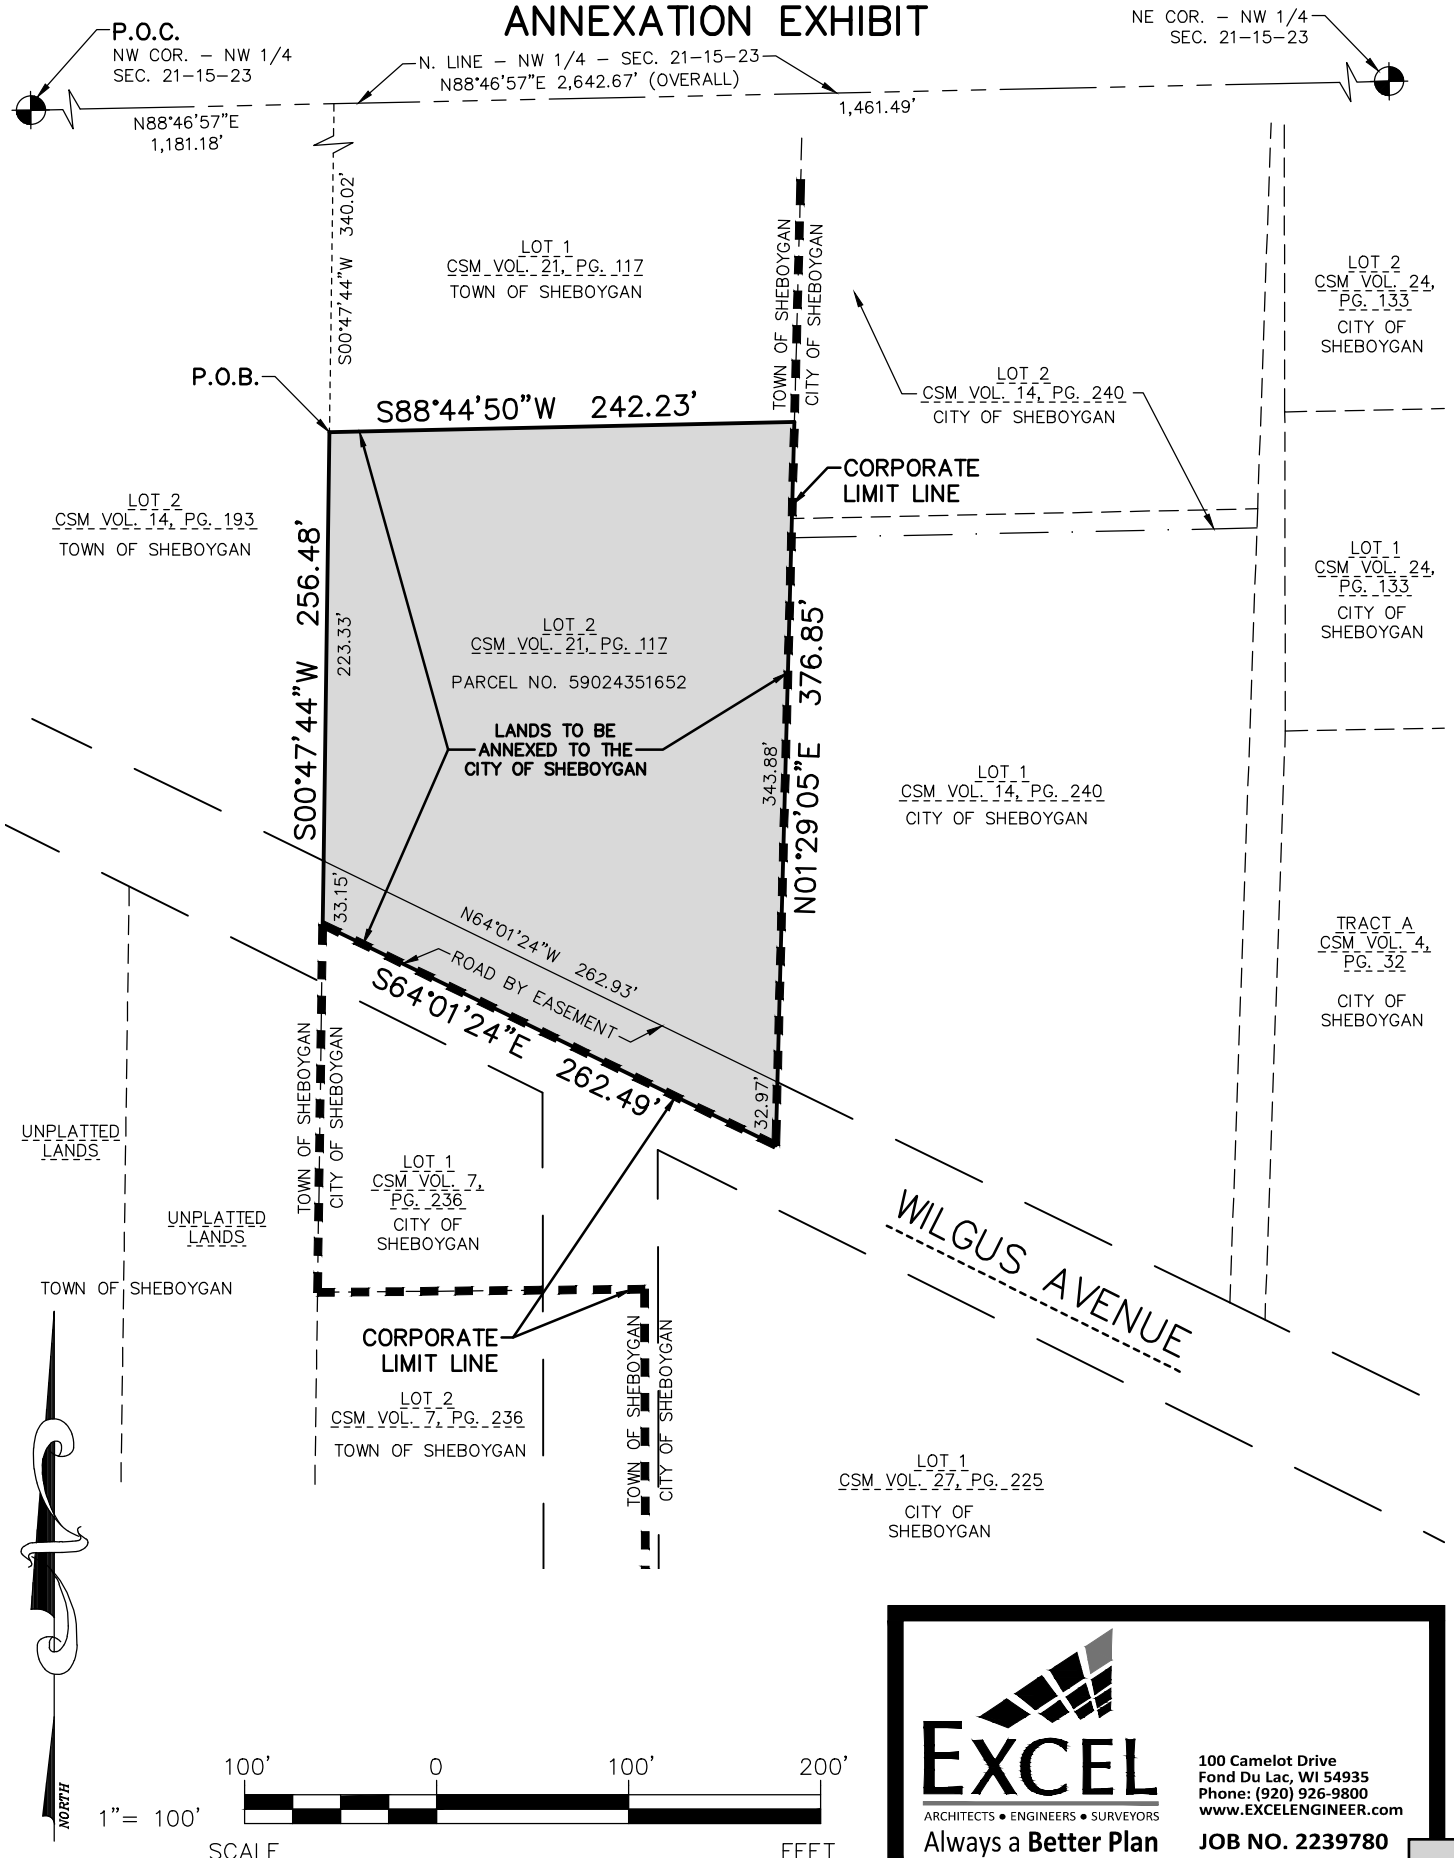 ANNEXATION EXHIBIT
P.O.C.
NW COR. – NW 1/4
SEC. 21–15–23
N. LINE – NW 1/4 – SEC. 21–15–23
N88°46'57"E 2,642.67' (OVERALL)
NE COR. – NW 1/4
SEC. 21–15–23
N88°46'57"E
1,181.18'
1,461.49'
S00°47'44"W 340.02'
LOT 1
CSM VOL. 21, PG. 117
TOWN OF SHEBOYGAN
TOWN OF SHEBOYGAN
CITY OF SHEBOYGAN
LOT 2
CSM VOL. 24,
PG. 133
CITY OF
SHEBOYGAN
P.O.B.
S88°44'50"W 242.23'
LOT 2
CSM VOL. 14, PG. 240
CITY OF SHEBOYGAN
CORPORATE
LIMIT LINE
LOT 2
CSM VOL. 14, PG. 193
TOWN OF SHEBOYGAN
S00°47'44"W 256.48'
223.33'
LOT 1
CSM VOL. 24,
PG. 133
CITY OF
SHEBOYGAN
LOT 2
CSM VOL. 21, PG. 117
PARCEL NO. 59024351652
LANDS TO BE
ANNEXED TO THE
CITY OF SHEBOYGAN
343.88'
N01°29'05"E 376.85'
LOT 1
CSM VOL. 14, PG. 240
CITY OF SHEBOYGAN
33.15'
N64°01'24"W 262.93'
ROAD BY EASEMENT
S64°01'24"E 262.49'
32.97'
TRACT A
CSM VOL. 4,
PG. 32
CITY OF
SHEBOYGAN
TOWN OF SHEBOYGAN
CITY OF SHEBOYGAN
UNPLATTED
LANDS
UNPLATTED
LANDS
TOWN OF SHEBOYGAN
LOT 1
CSM VOL. 7,
PG. 236
CITY OF
SHEBOYGAN
WILGUS AVENUE
CORPORATE
LIMIT LINE
LOT 2
CSM VOL. 7, PG. 236
TOWN OF SHEBOYGAN
TOWN OF SHEBOYGAN
CITY OF SHEBOYGAN
LOT 1
CSM VOL. 27, PG. 225
CITY OF
SHEBOYGAN
NORTH
1"= 100'
100' 0 100' 200'
SCALE FEET
EXCEL
ARCHITECTS • ENGINEERS • SURVEYORS
Always a Better Plan
100 Camelot Drive
Fond Du Lac, WI 54935
Phone: (920) 926-9800
www.EXCELENGINEER.com
JOB NO. 2239780